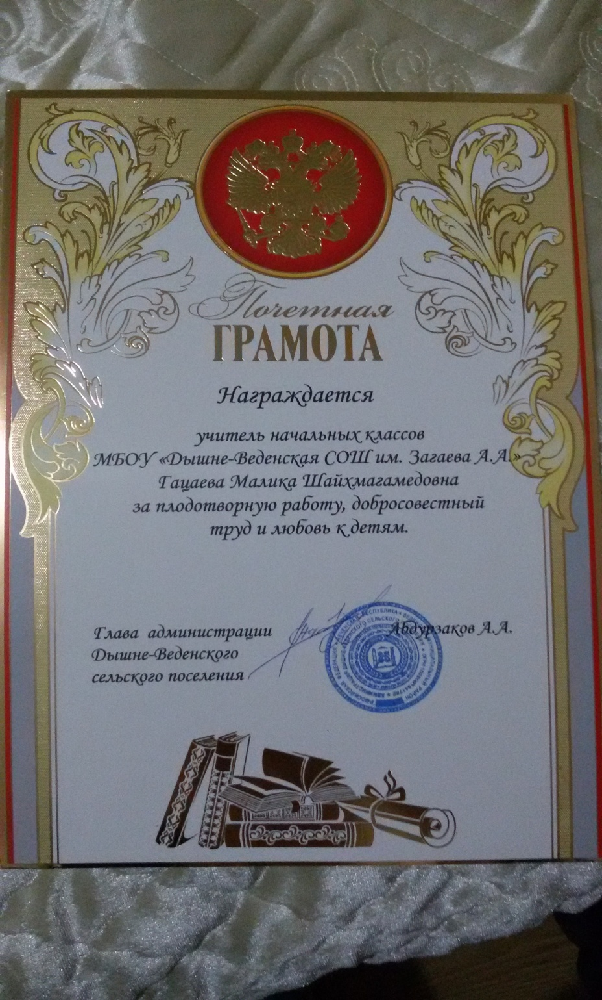 Почетная
ГРАМОТА
Награждается
учитель начальных классов
МБОУ «Дышне-Веденская СОШ им. Загаева А.А.»
Гацаева Малика Шайхмагамедовна
за плодотворную работу, добросовестный
труд и любовь к детям.
Глава администрации
Дышне-Веденского
сельского поселения
Абдурзаков А.А.